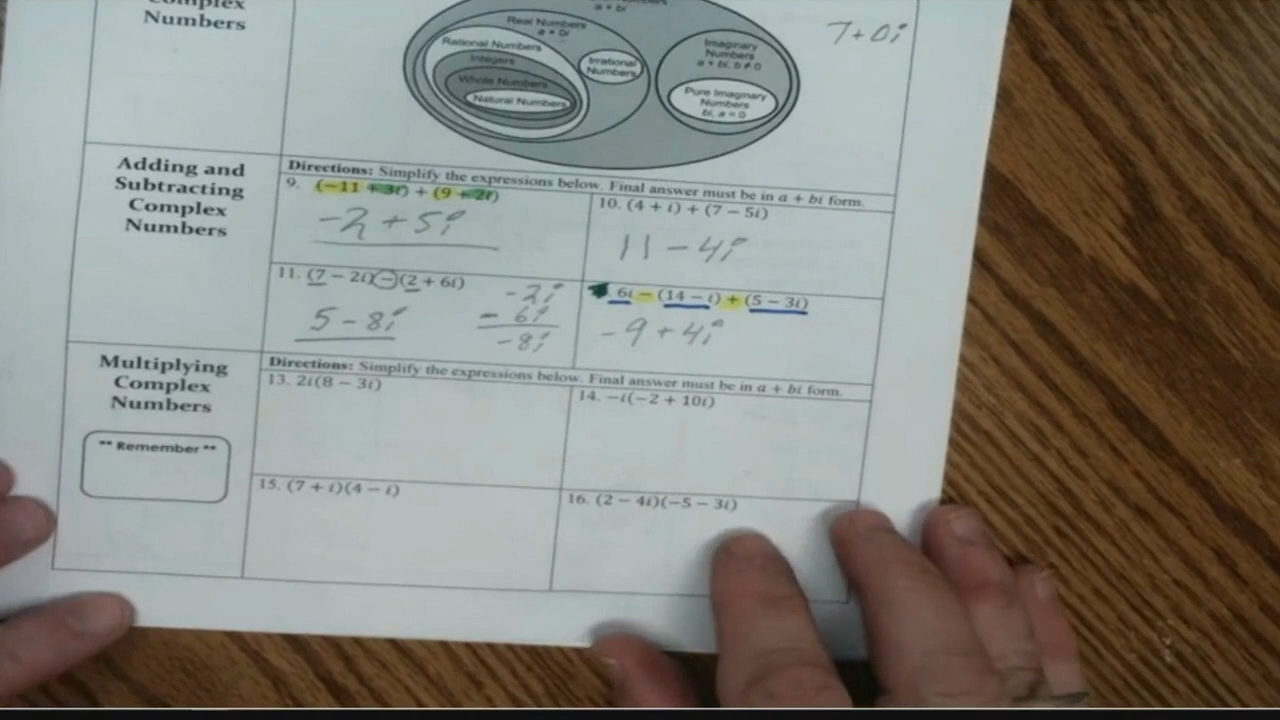 Complex
Numbers
a + bi
7+0i
Real Numbers
a + 0i
Rational Numbers
Integers
Whole Numbers
Natural Numbers
Irrational
Numbers
Imaginary
Numbers
a + bi, b ≠ 0
Pure Imaginary
Numbers
bi, a = 0
Adding and
Subtracting
Complex
Numbers
Directions: Simplify the expressions below. Final answer must be in a + bi form.
9. (−11 + 3i) + (9 + 2i)
-2 + 5i
10. (4 + i) + (7 − 5i)
11 - 4i
11. (7 − 2i) − (2 + 6i)
5 - 8i
-2i
- 6i
-8i
6i − (14 − i) + (5 − 3i)
-9 + 4i
Multiplying
Complex
Numbers
** Remember **
Directions: Simplify the expressions below. Final answer must be in a + bi form.
13. 2i(8 − 3i)
14. −i(−2 + 10i)
15. (7 + i)(4 − i)
16. (2 − 4i)(−5 − 3i)